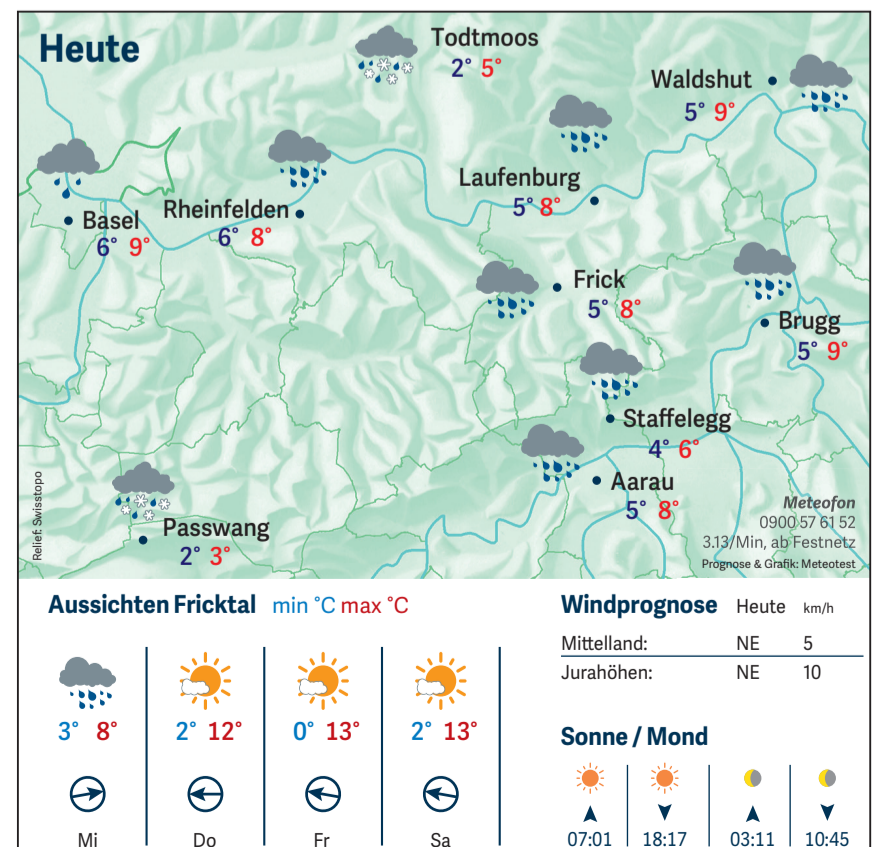 Heute
Todtmoos
2° 5°
Waldshut
5° 9°
Laufenburg
5° 8°
Basel
6° 9°
Rheinfelden
6° 8°
Frick
5° 8°
Brugg
5° 9°
Staffelegg
4° 6°
Aarau
5° 8°
Passwang
2° 3°
Relief: Swisstopo
Meteofon
0900 57 61 52
3.13/Min, ab Festnetz
Prognose & Grafik: Meteotest
Aussichten Fricktal min °C max °C
3° 8°
2° 12°
0° 13°
2° 13°
Mi Do Fr Sa
Windprognose Heute km/h
Mittelland: NE 5
Jurahöhen: NE 10
Sonne / Mond
07:01 18:17 03:11 10:45